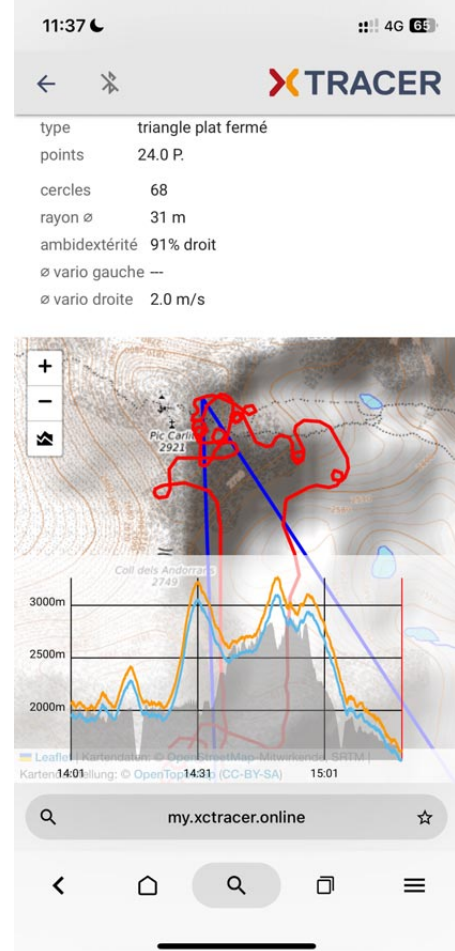 11:37
4G 65
XTRACER
type triangle plat fermé
points 24.0 P.
cercles 68
rayon ø 31 m
ambidextérité 91% droit
ø vario gauche ---
ø vario droite 2.0 m/s
+
−
Pic Carli
2921
Coll dels Andorrans
2749
3000m
2500m
2000m
Leaflet | Kartendaten: © OpenStreetMap-Mitwirkende, SRTM |
Kartendarstellung: © OpenTopoMap (CC-BY-SA)
14:01 14:31 15:01
my.xctracer.online